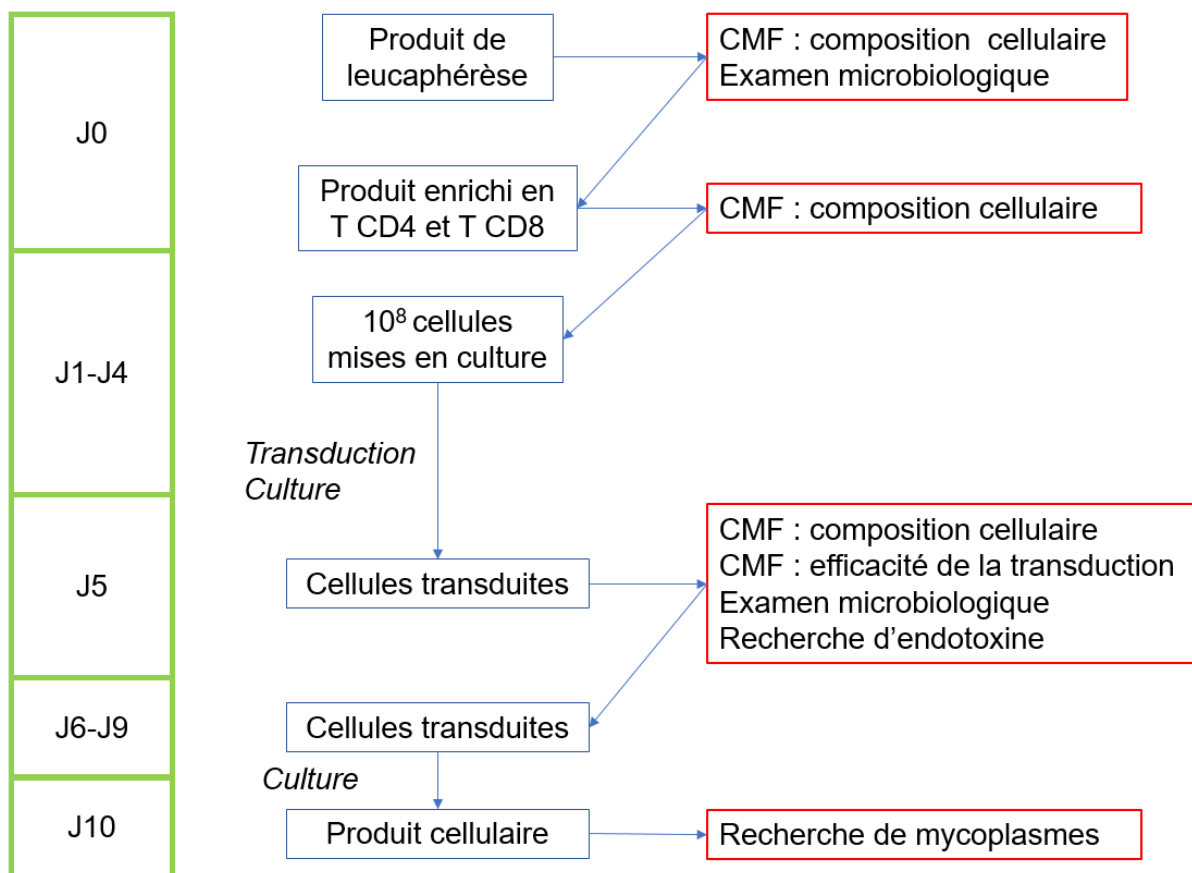 J0
Produit de
leucaphérèse
CMF : composition cellulaire
Examen microbiologique
Produit enrichi en
T CD4 et T CD8
CMF : composition cellulaire
J1-J4
10⁸ cellules
mises en culture
Transduction
Culture
J5
Cellules transduites
CMF : composition cellulaire
CMF : efficacité de la transduction
Examen microbiologique
Recherche d’endotoxine
J6-J9
Cellules transduites
Culture
J10
Produit cellulaire
Recherche de mycoplasmes